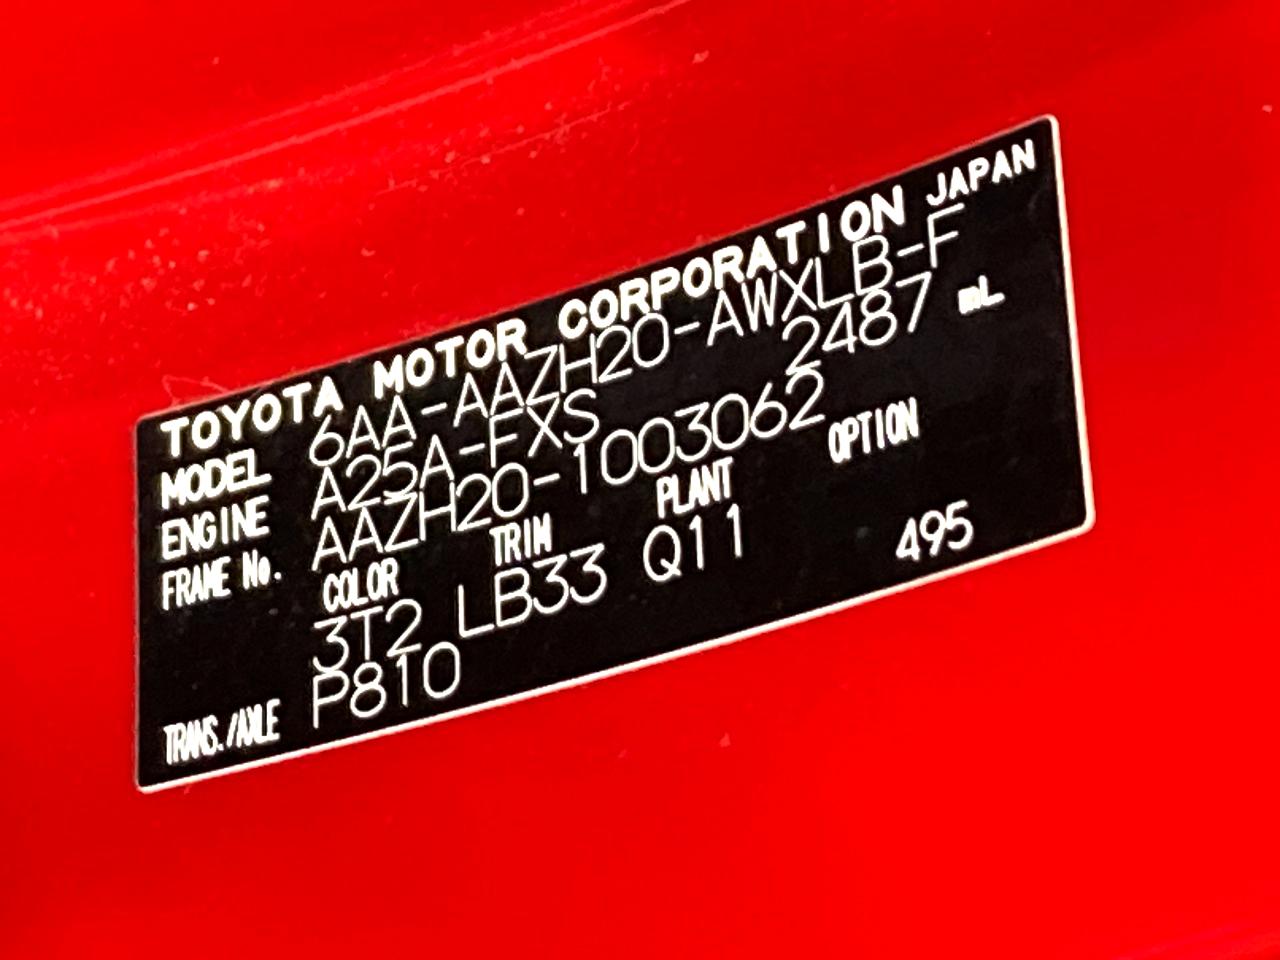 TOYOTA MOTOR CORPORATION JAPAN
MODEL 6AA-AAZH20-AWXLB-F
ENGINE A25A-FXS 2487 mL
FRAME No. AAZH20-1003062
COLOR TRIM PLANT OPTION
3T2 LB33 Q11 495
TRANS./AXLE P810